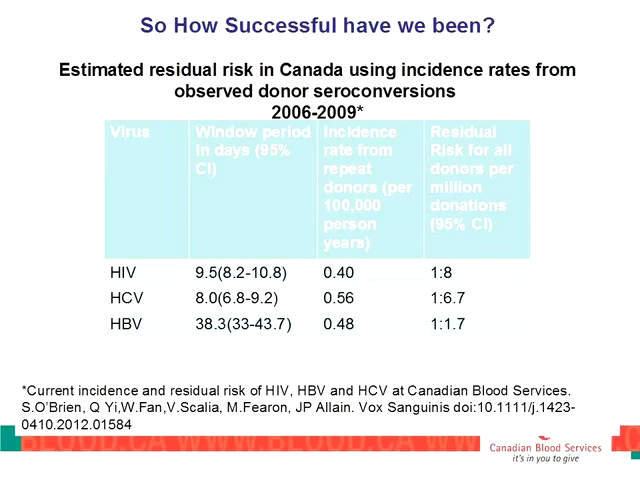 So How Successful have we been?
Estimated residual risk in Canada using incidence rates from
observed donor seroconversions
2006-2009*
Virus
Window period
in days (95%
CI)
Incidence
rate from
repeat
donors (per
100,000
person
years)
Residual
Risk for all
donors per
million
donations
(95% CI)
HIV 9.5(8.2-10.8) 0.40 1:8
HCV 8.0(6.8-9.2) 0.56 1:6.7
HBV 38.3(33-43.7) 0.48 1:1.7
*Current incidence and residual risk of HIV, HBV and HCV at Canadian Blood Services.
S.O'Brien, Q Yi,W.Fan,V.Scalia, M.Fearon, JP Allain. Vox Sanguinis doi:10.1111/j.1423-
0410.2012.01584
BLOOD.CA WWW.BLOOD.CA WW
Canadian Blood Services
it's in you to give